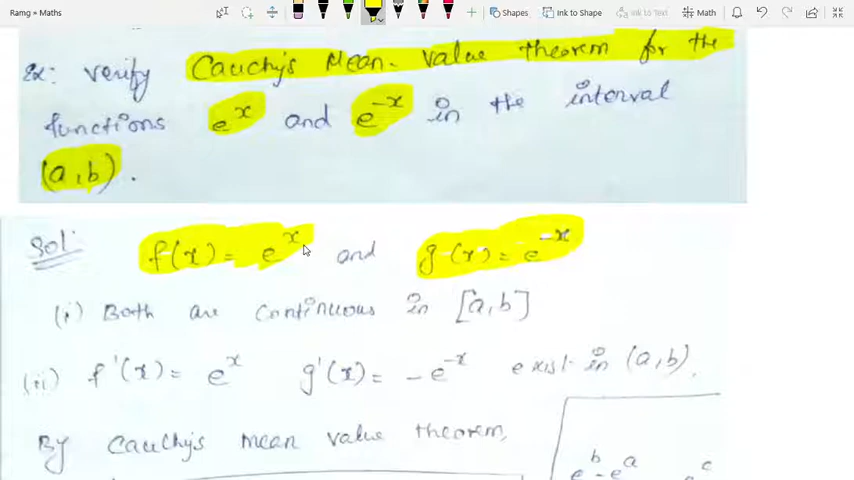 Ramg = Maths
Shapes Ink to Shape Ink to Text Math
Ex: Verify Cauchy's Mean-value theorem for the
functions e^x and e^-x in the interval
(a,b).
Sol: f(x) = e^x and g(x) = e^-x
(i) Both are continuous in [a,b]
(ii) f'(x) = e^x g'(x) = -e^-x exist in (a,b).
By Cauchy's mean value theorem,
e^b - e^a e^c